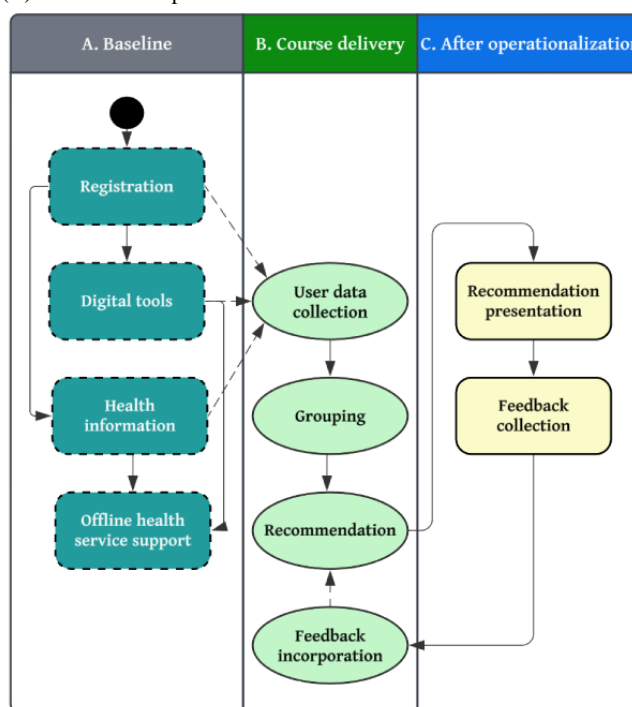 A. Baseline
B. Course delivery
C. After operationalization
Registration
Digital tools
Health
information
Offline health
service support
User data
collection
Grouping
Recommendation
Feedback
incorporation
Recommendation
presentation
Feedback
collection